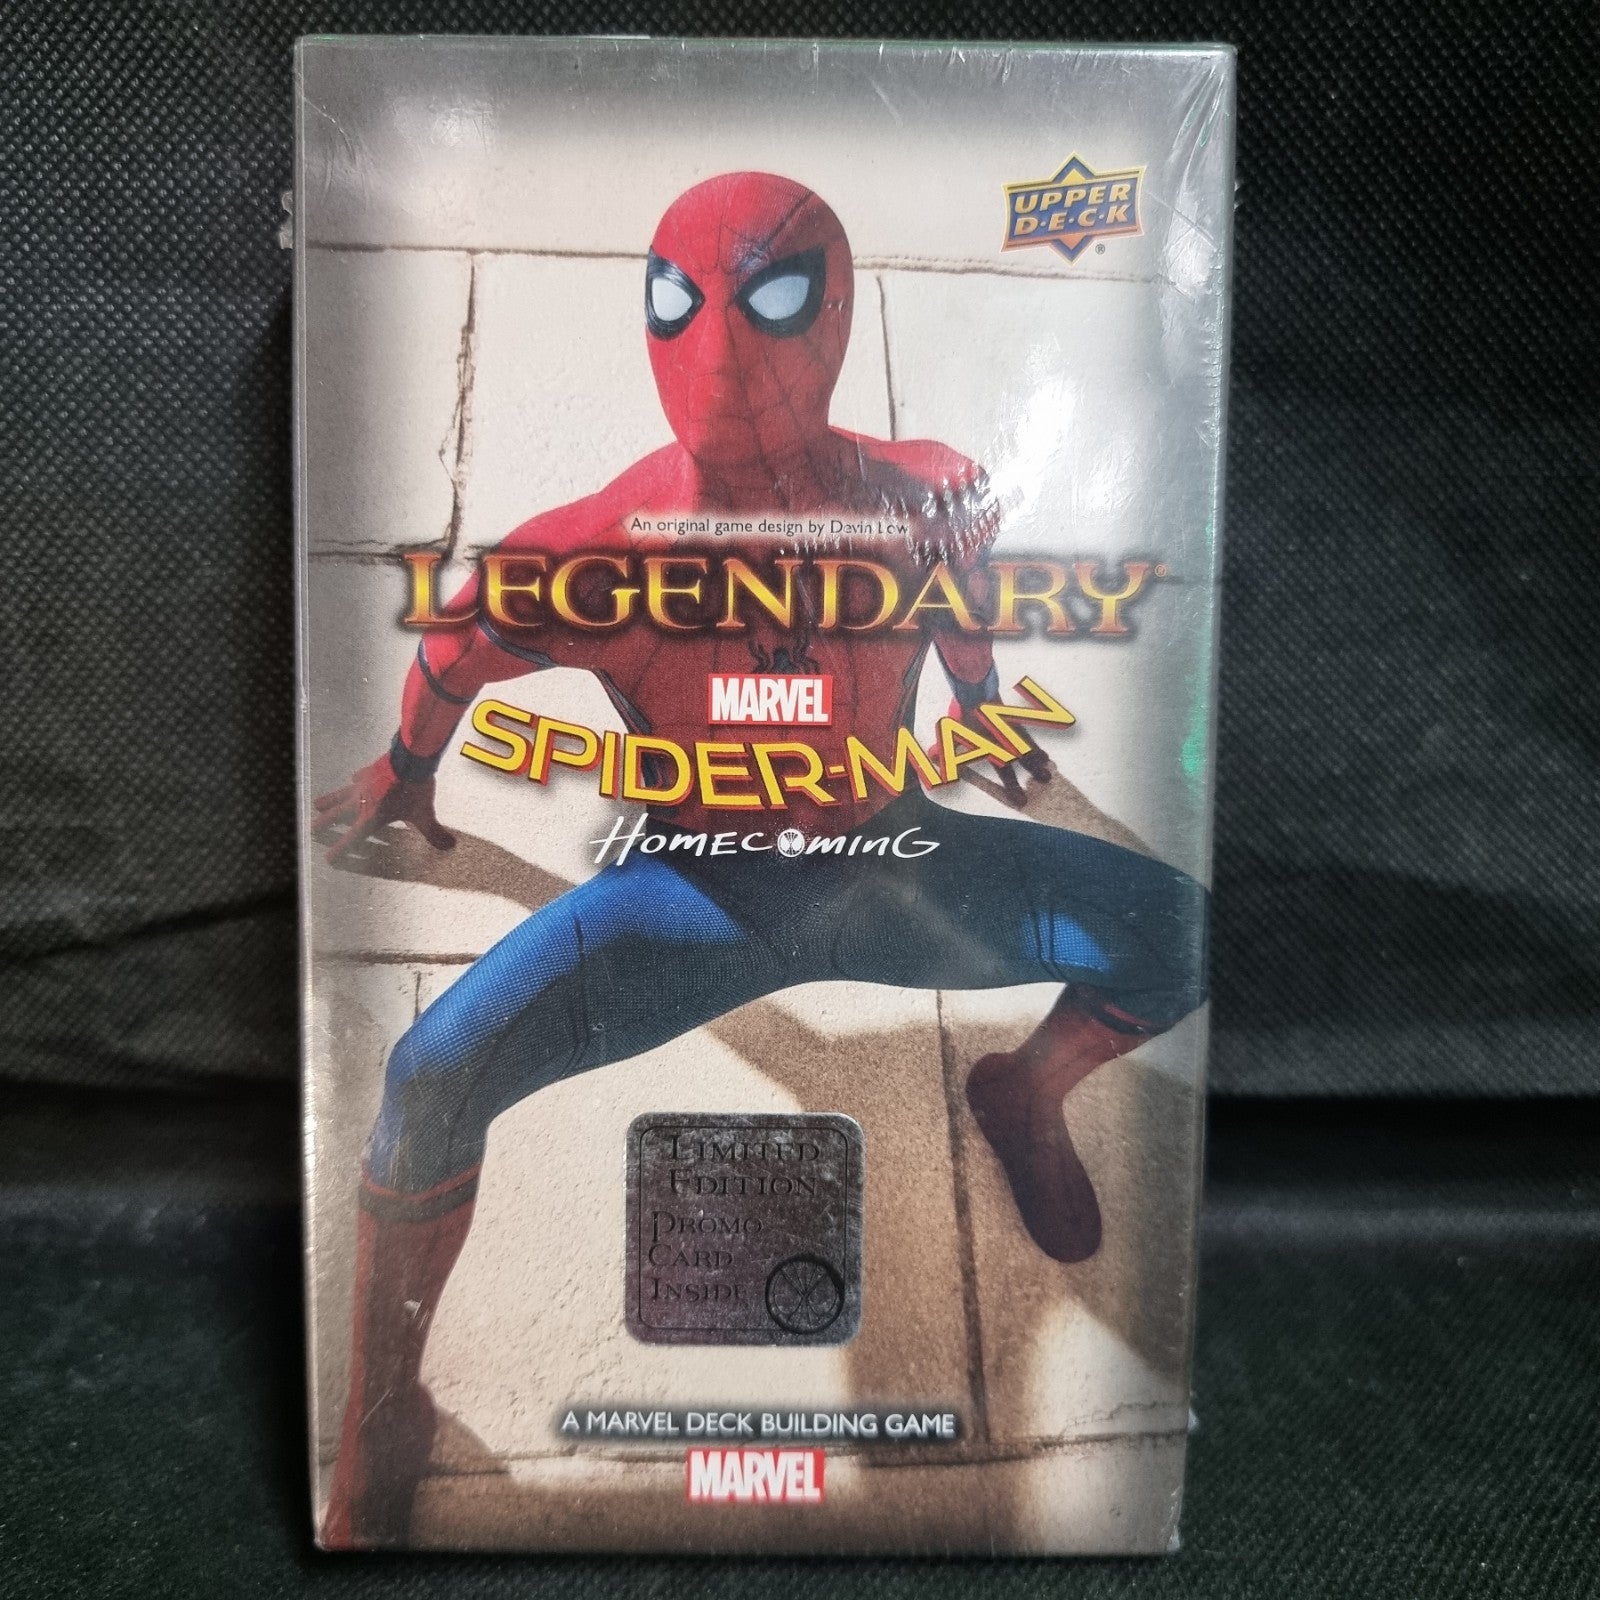 UPPER
D·E·C·K
®
An original game design by Devin Low
LEGENDARY®
MARVEL
SPIDER-MAN
HOMECOMING
LIMITED
EDITION
PROMO
CARD
INSIDE
A MARVEL DECK BUILDING GAME
MARVEL